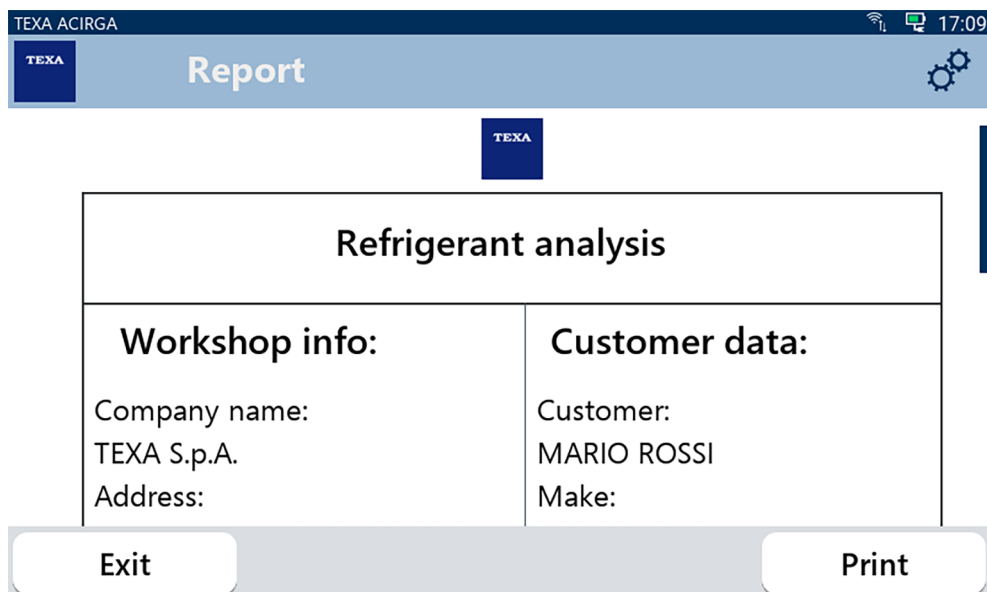 TEXA ACIRGA 17:09
TEXA Report
TEXA
Refrigerant analysis
Workshop info:
Company name:
TEXA S.p.A.
Address:
Customer data:
Customer:
MARIO ROSSI
Make:
Exit Print